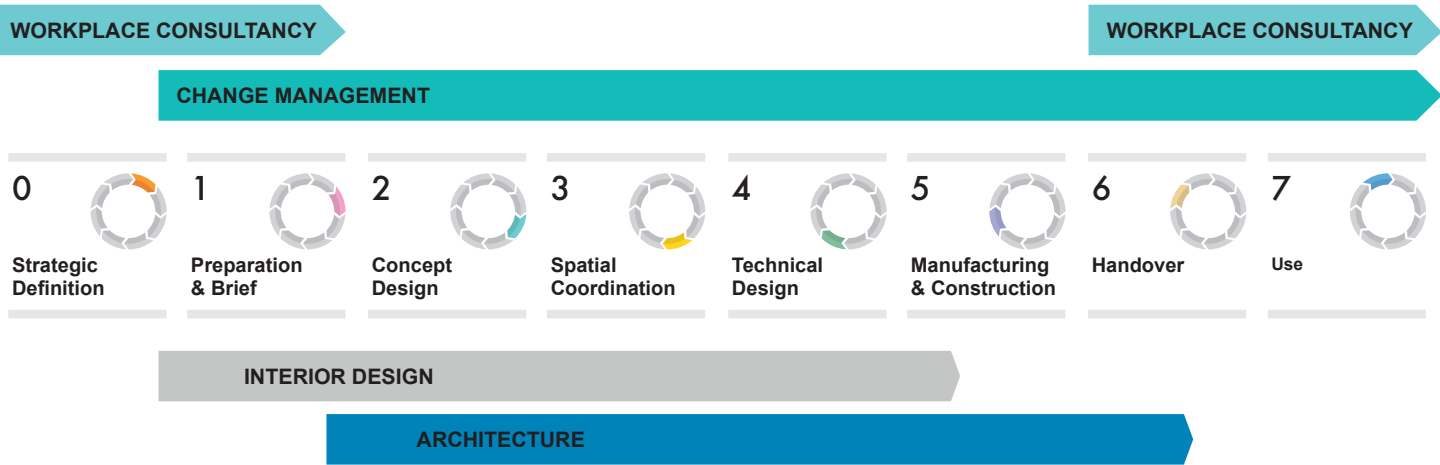 WORKPLACE CONSULTANCY
WORKPLACE CONSULTANCY
CHANGE MANAGEMENT
0
Strategic
Definition
1
Preparation
& Brief
2
Concept
Design
3
Spatial
Coordination
4
Technical
Design
5
Manufacturing
& Construction
6
Handover
7
Use
INTERIOR DESIGN
ARCHITECTURE